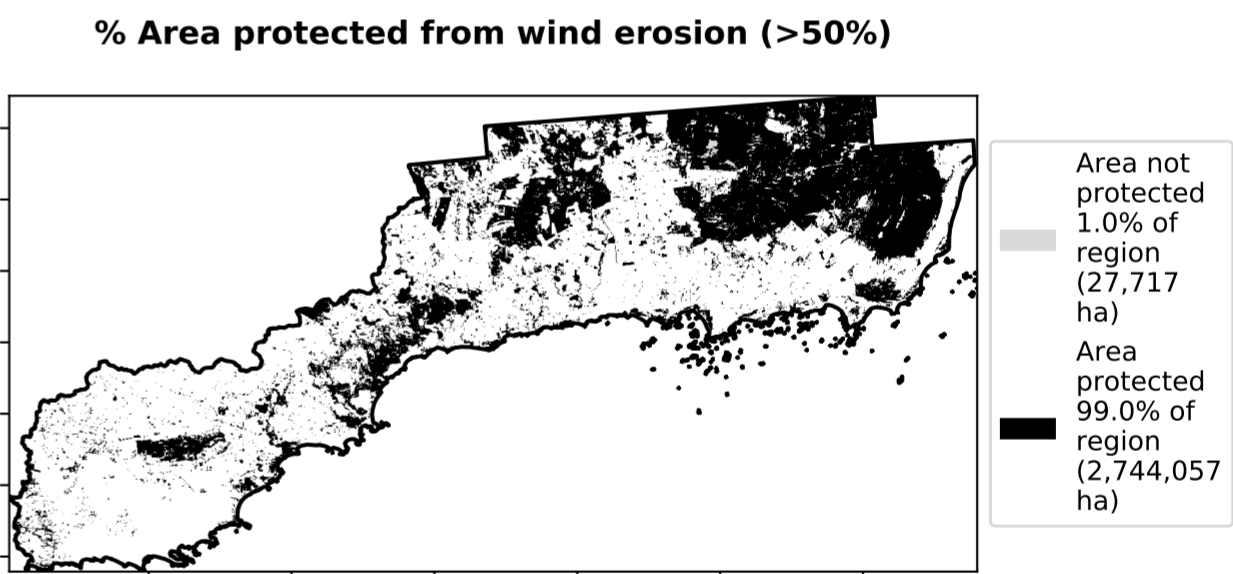 % Area protected from wind erosion (>50%)
Area not
protected
1.0% of
region
(27,717
ha)
Area
protected
99.0% of
region
(2,744,057
ha)